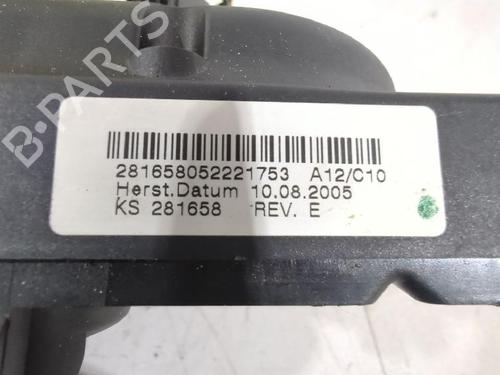 B-PARTS
281658052221753 A12/C10
Herst.Datum 10.08.2005
KS 281658 REV. E